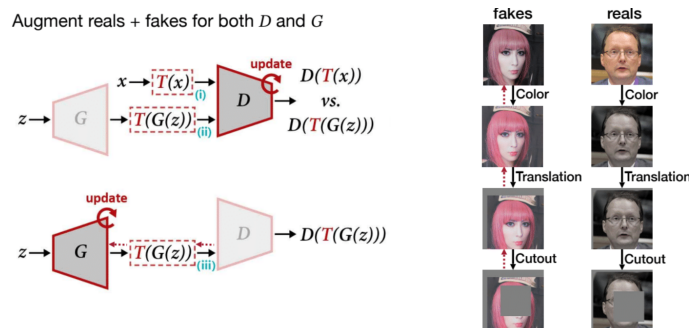 Augment reals + fakes for both D and G
update
x T(x) (i) D D(T(x))
vs.
z G T(G(z)) (ii) D(T(G(z)))
update
z G T(G(z)) (iii) D D(T(G(z)))
fakes reals
Color Color
Translation Translation
Cutout Cutout